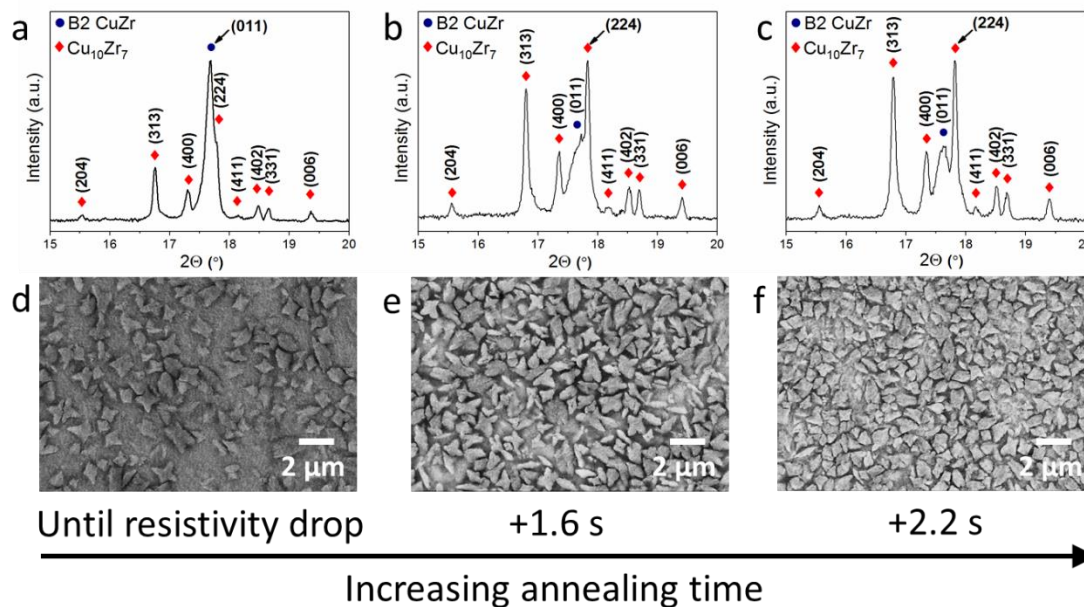 a
B2 CuZr
Cu10Zr7
(011)
(224)
(313)
(400)
(204)
(411)
(402)
(331)
(006)
Intensity (a.u.)
15 16 17 18 19 20
2Θ (°)
b
B2 CuZr
Cu10Zr7
(224)
(313)
(011)
(400)
(204)
(411)
(402)
(331)
(006)
Intensity (a.u.)
15 16 17 18 19 20
2Θ (°)
c
B2 CuZr
Cu10Zr7
(224)
(313)
(011)
(400)
(204)
(411)
(402)
(331)
(006)
Intensity (a.u.)
15 16 17 18 19 20
2Θ (°)
d
2 µm
e
2 µm
f
2 µm
Until resistivity drop
+1.6 s
+2.2 s
Increasing annealing time